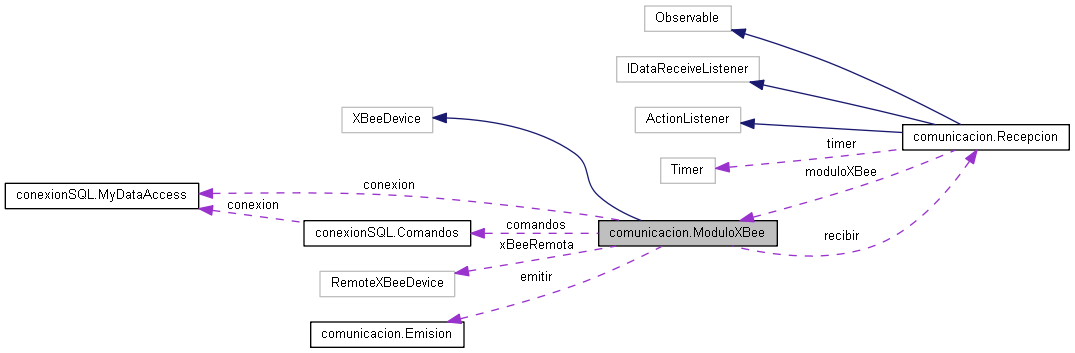 Observable
IDataReceiveListener
XBeeDevice
ActionListener
comunicacion.Recepcion
timer
Timer
moduloXBee
conexion
conexionSQL.MyDataAccess
conexion
comandos
conexionSQL.Comandos
comunicacion.ModuloXBee
recibir
xBeeRemota
RemoteXBeeDevice
emitir
comunicacion.Emision